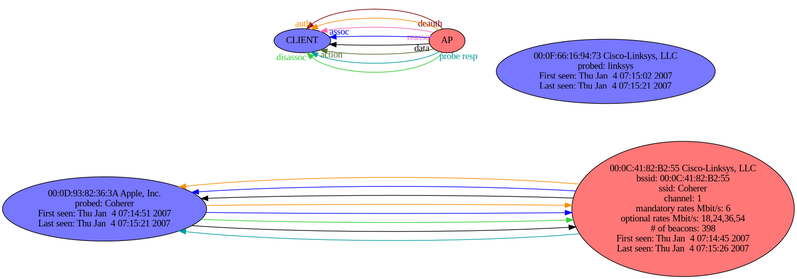 deauth
auth
reassoc
assoc
CLIENT
AP
data
action
disassoc
probe resp
00:0F:66:16:94:73 Cisco-Linksys, LLC
probed: linksys
First seen: Thu Jan 4 07:15:02 2007
Last seen: Thu Jan 4 07:15:21 2007
00:0D:93:82:36:3A Apple, Inc.
probed: Coherer
First seen: Thu Jan 4 07:14:51 2007
Last seen: Thu Jan 4 07:15:21 2007
00:0C:41:82:B2:55 Cisco-Linksys, LLC
bssid: 00:0C:41:82:B2:55
ssid: Coherer
channel: 1
mandatory rates Mbit/s: 6
optional rates Mbit/s: 18,24,36,54
# of beacons: 398
First seen: Thu Jan 4 07:14:45 2007
Last seen: Thu Jan 4 07:15:26 2007